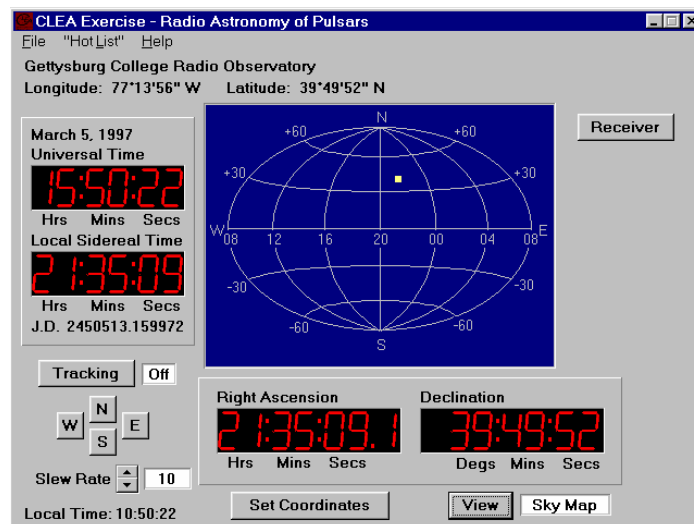 CLEA Exercise - Radio Astronomy of Pulsars
File "Hot List" Help
Gettysburg College Radio Observatory
Longitude: 77°13'56" W Latitude: 39°49'52" N
March 5, 1997
Universal Time
15:50:22
Hrs Mins Secs
Local Sidereal Time
21:35:09
Hrs Mins Secs
J.D. 2450513.159972
N
+60 +60
+30 +30
W 08 12 16 20 00 04 08 E
-30 -30
-60 -60
S
Receiver
Tracking Off
N
W E
S
Slew Rate 10
Local Time: 10:50:22
Right Ascension
21:35:09.1
Hrs Mins Secs
Declination
39:49:52
Degs Mins Secs
Set Coordinates
View Sky Map